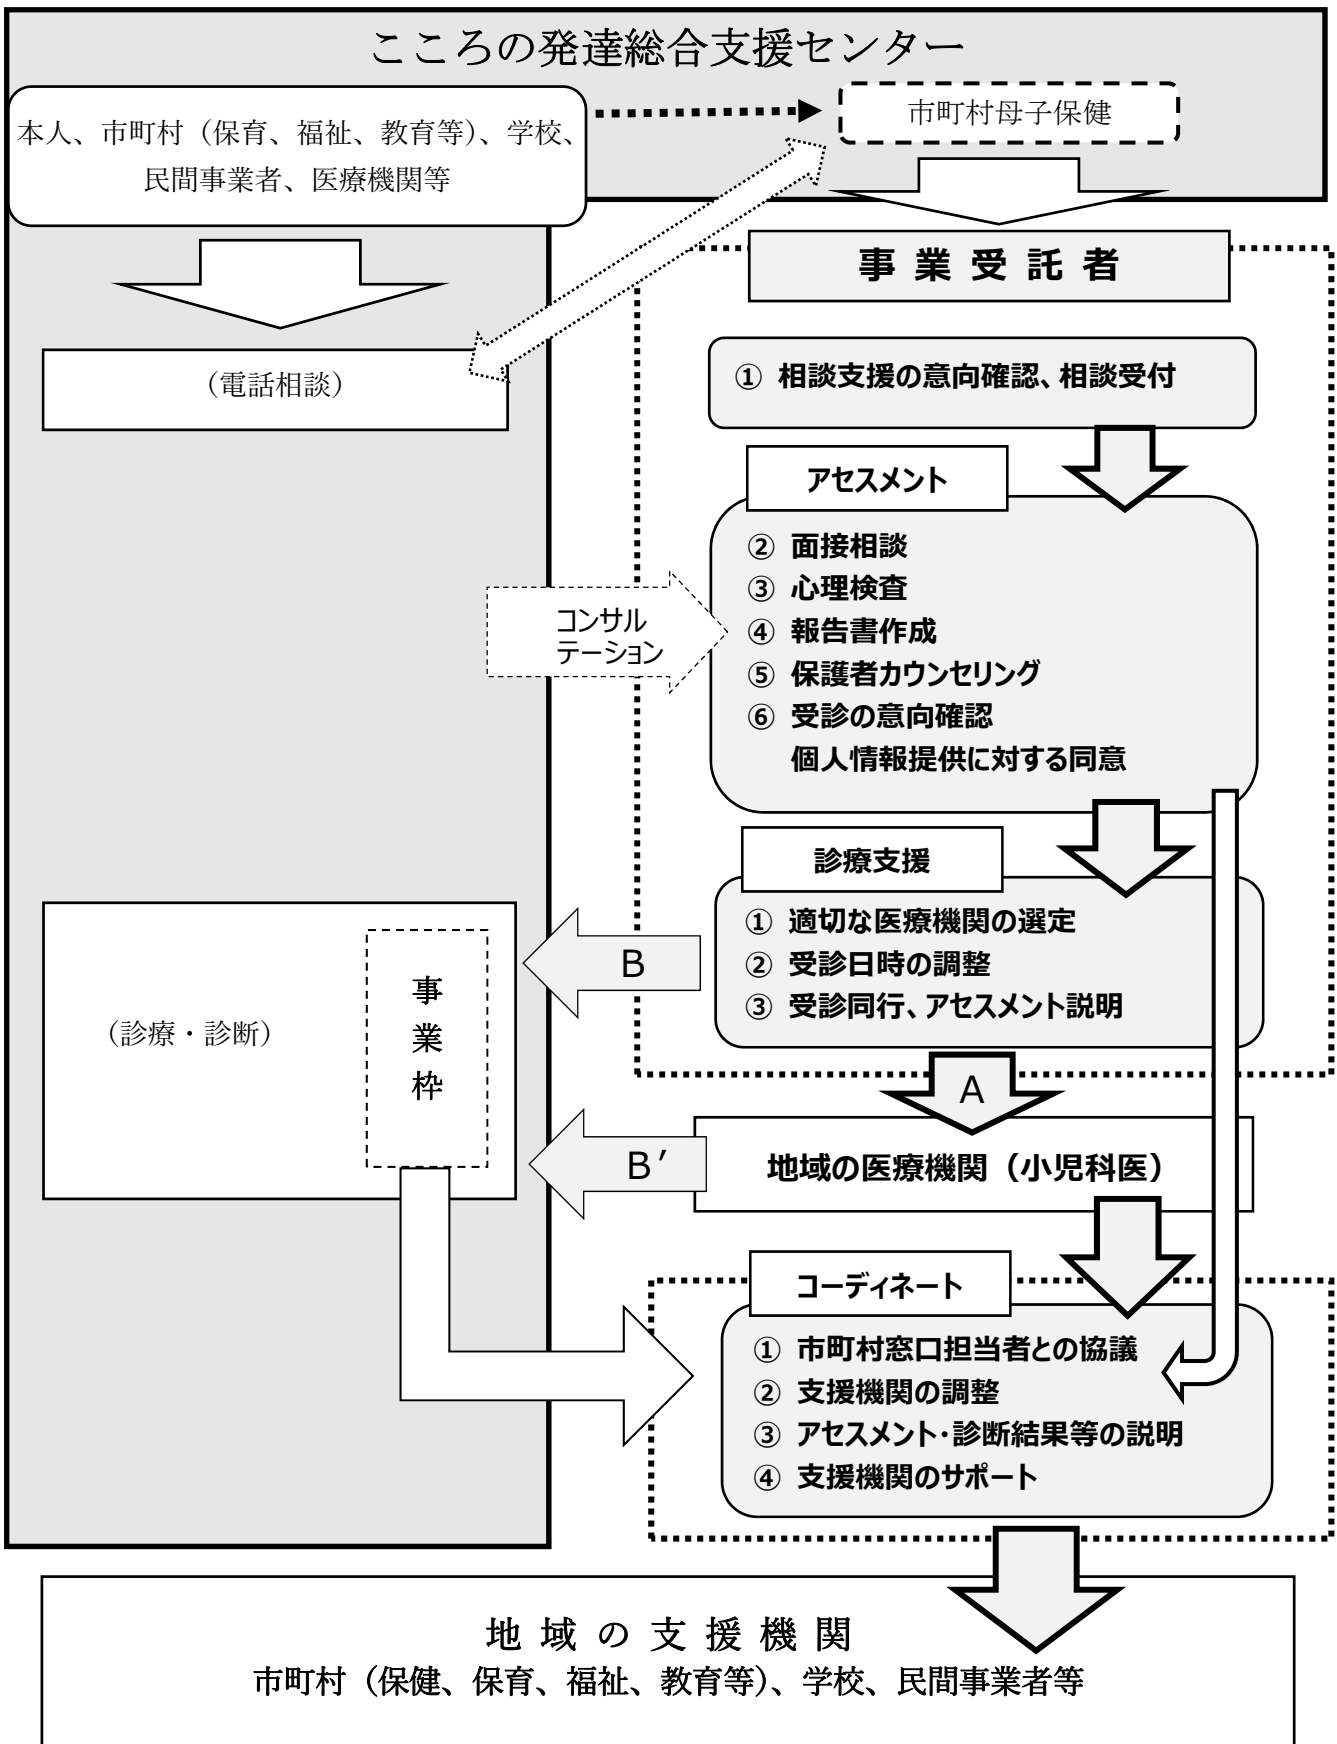 こころの発達総合支援センター
本人、市町村（保育、福祉、教育等）、学校、
民間事業者、医療機関等
市町村母子保健
（電話相談）
事業受託者
① 相談支援の意向確認、相談受付
アセスメント
② 面接相談
③ 心理検査
④ 報告書作成
⑤ 保護者カウンセリング
⑥ 受診の意向確認
個人情報提供に対する同意
コンサル
テーション
診療支援
① 適切な医療機関の選定
② 受診日時の調整
③ 受診同行、アセスメント説明
B
（診療・診断）
事業枠
A
B′
地域の医療機関（小児科医）
コーディネート
① 市町村窓口担当者との協議
② 支援機関の調整
③ アセスメント・診断結果等の説明
④ 支援機関のサポート
地域の支援機関
市町村（保健、保育、福祉、教育等）、学校、民間事業者等